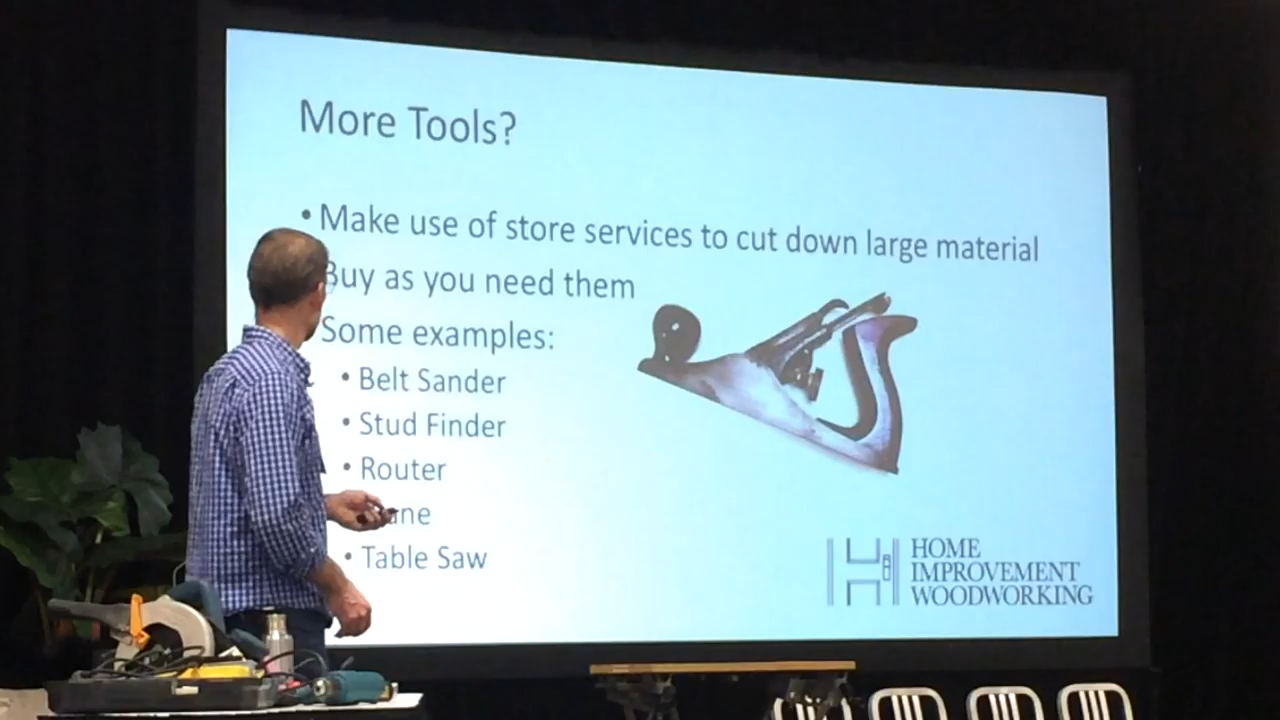 More Tools?
• Make use of store services to cut down large material
Buy as you need them
Some examples:
• Belt Sander
• Stud Finder
• Router
ane
• Table Saw
HOME
IMPROVEMENT
WOODWORKING